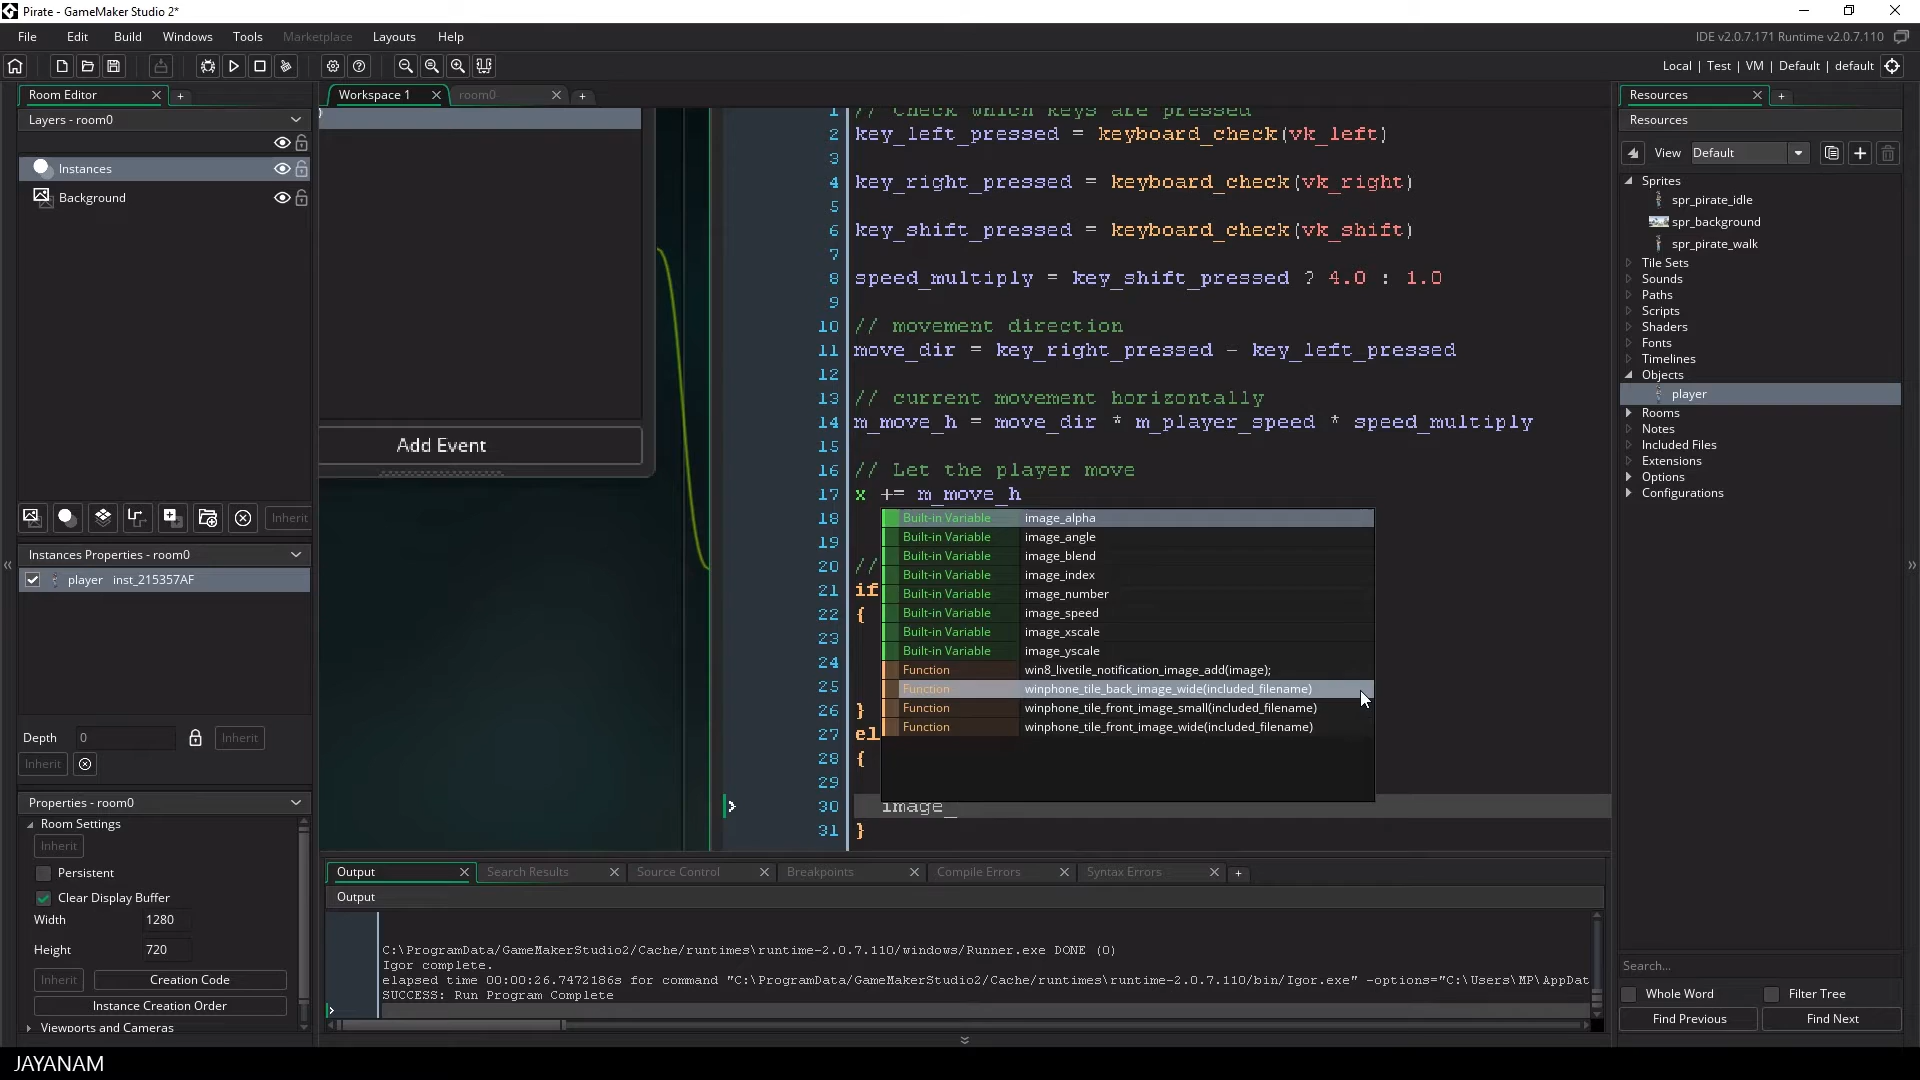 Pirate - GameMaker Studio 2*
File Edit Build Windows Tools Marketplace Layouts Help
IDE v2.0.7.171 Runtime v2.0.7.110
Local | Test | VM | Default | default
Room Editor
Layers - room0
Instances
Background
Inherit
Instances Properties - room0
player inst_215357AF
Depth 0 Inherit
Inherit
Properties - room0
Room Settings
Inherit
Persistent
Clear Display Buffer
Width 1280
Height 720
Inherit Creation Code
Instance Creation Order
Viewports and Cameras
Workspace 1
room0
Add Event
1 // Check which keys are pressed
2 key_left_pressed = keyboard_check(vk_left)
3
4 key_right_pressed = keyboard_check(vk_right)
5
6 key_shift_pressed = keyboard_check(vk_shift)
7
8 speed_multiply = key_shift_pressed ? 4.0 : 1.0
9
10 // movement direction
11 move_dir = key_right_pressed - key_left_pressed
12
13 // current movement horizontally
14 m_move_h = move_dir * m_player_speed * speed_multiply
15
16 // Let the player move
17 x += m_move_h
18
19
20 //
21 if
22 {
23
24
25
26 }
27 el
28 {
29
30 image_
31 }
Built-in Variable image_alpha
Built-in Variable image_angle
Built-in Variable image_blend
Built-in Variable image_index
Built-in Variable image_number
Built-in Variable image_speed
Built-in Variable image_xscale
Built-in Variable image_yscale
Function win8_livetile_notification_image_add(image);
Function winphone_tile_back_image_wide(included_filename)
Function winphone_tile_front_image_small(included_filename)
Function winphone_tile_front_image_wide(included_filename)
Output
Search Results
Source Control
Breakpoints
Compile Errors
Syntax Errors
Output
C:\ProgramData/GameMakerStudio2/Cache/runtimes\runtime-2.0.7.110/windows/Runner.exe DONE (0)
Igor complete.
elapsed time 00:00:26.7472186s for command "C:\ProgramData/GameMakerStudio2/Cache/runtimes\runtime-2.0.7.110/bin/Igor.exe" -options="C:\Users\MP\AppDat
SUCCESS: Run Program Complete
Resources
Resources
View Default
Sprites
spr_pirate_idle
spr_background
spr_pirate_walk
Tile Sets
Sounds
Paths
Scripts
Shaders
Fonts
Timelines
Objects
player
Rooms
Notes
Included Files
Extensions
Options
Configurations
Search...
Whole Word Filter Tree
Find Previous Find Next
JAYANAM